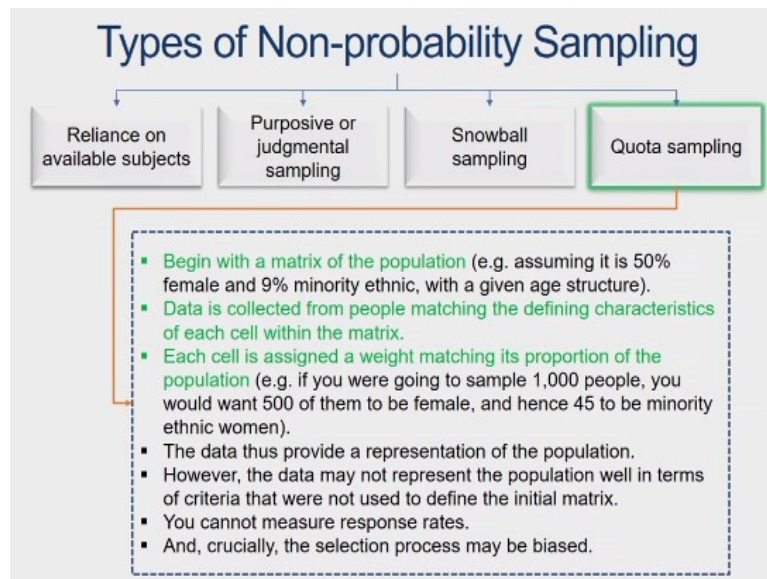 Types of Non-probability Sampling
Reliance on
available subjects
Purposive or
judgmental
sampling
Snowball
sampling
Quota sampling
▪ Begin with a matrix of the population (e.g. assuming it is 50%
female and 9% minority ethnic, with a given age structure).
▪ Data is collected from people matching the defining characteristics
of each cell within the matrix.
▪ Each cell is assigned a weight matching its proportion of the
population (e.g. if you were going to sample 1,000 people, you
would want 500 of them to be female, and hence 45 to be minority
ethnic women).
▪ The data thus provide a representation of the population.
▪ However, the data may not represent the population well in terms
of criteria that were not used to define the initial matrix.
▪ You cannot measure response rates.
▪ And, crucially, the selection process may be biased.